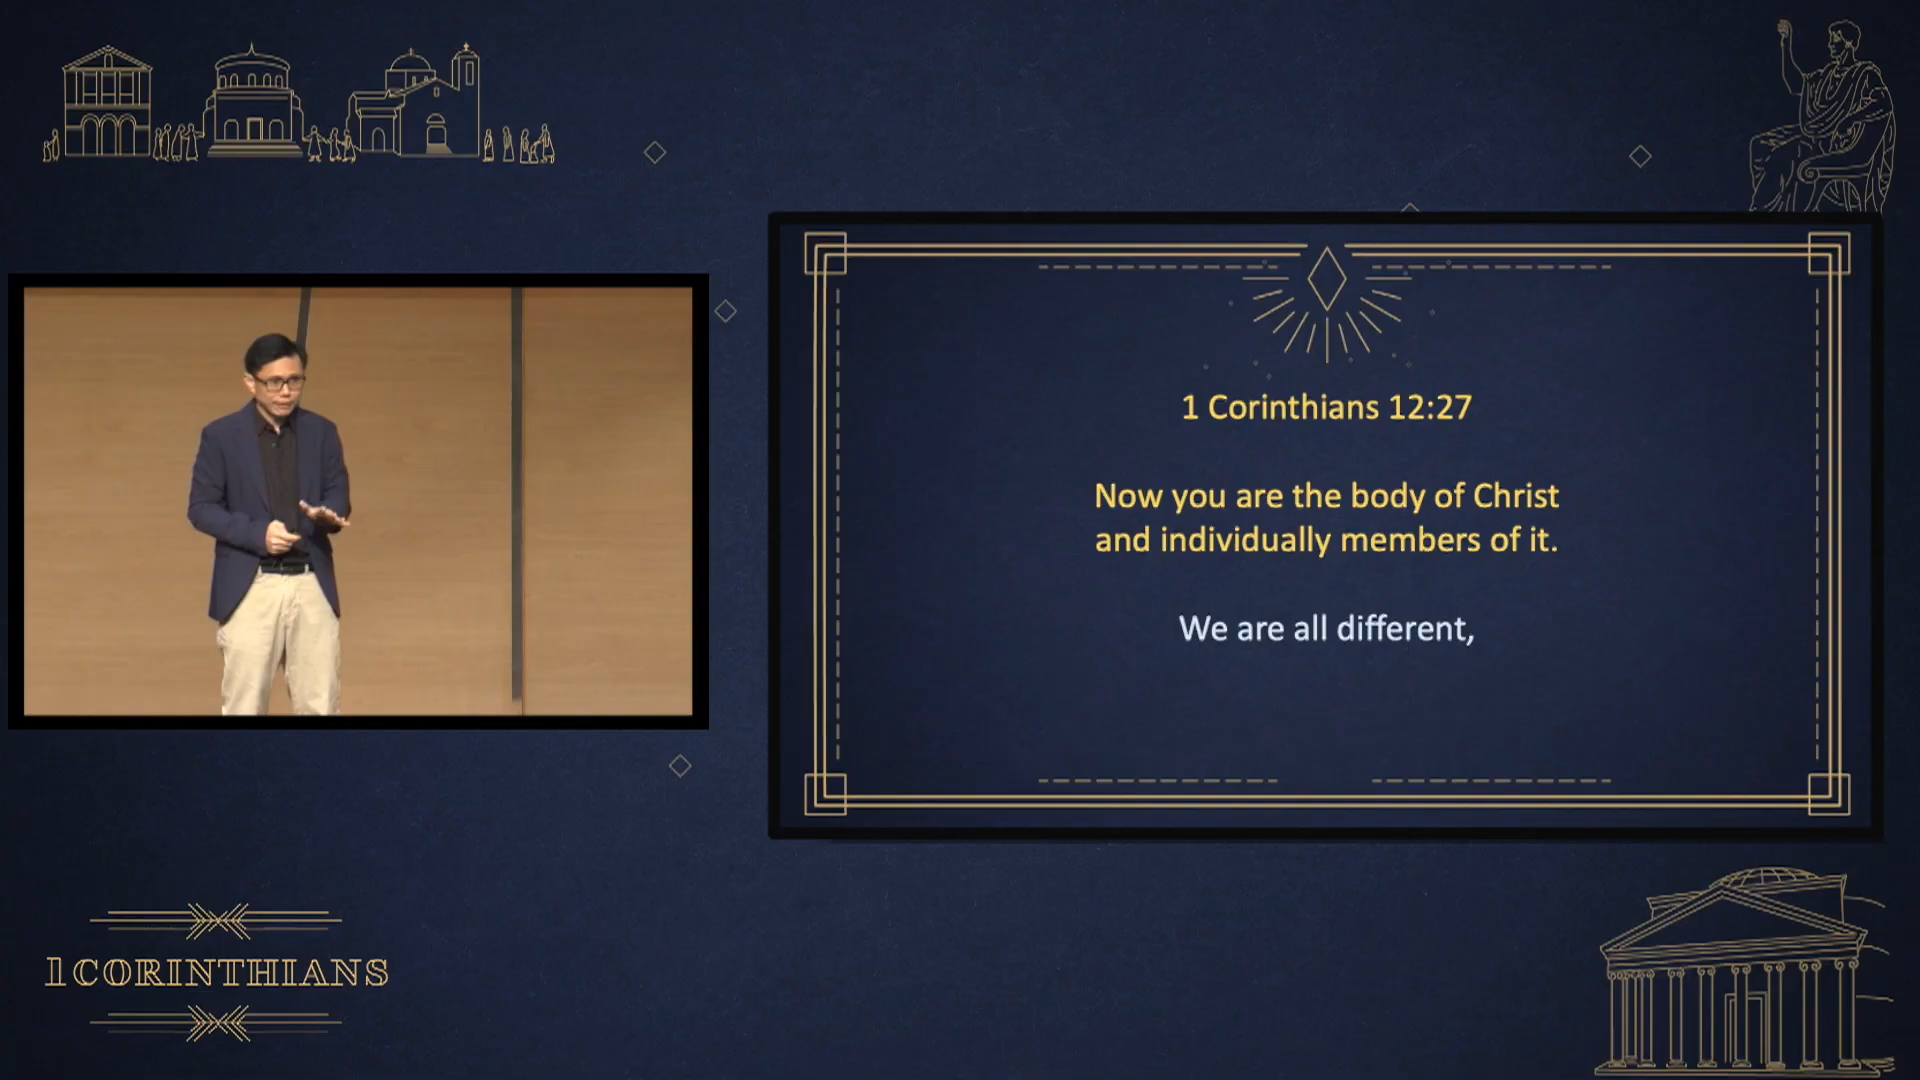 1 Corinthians 12:27
Now you are the body of Christ
and individually members of it.
We are all different,
1CORINTHIANS